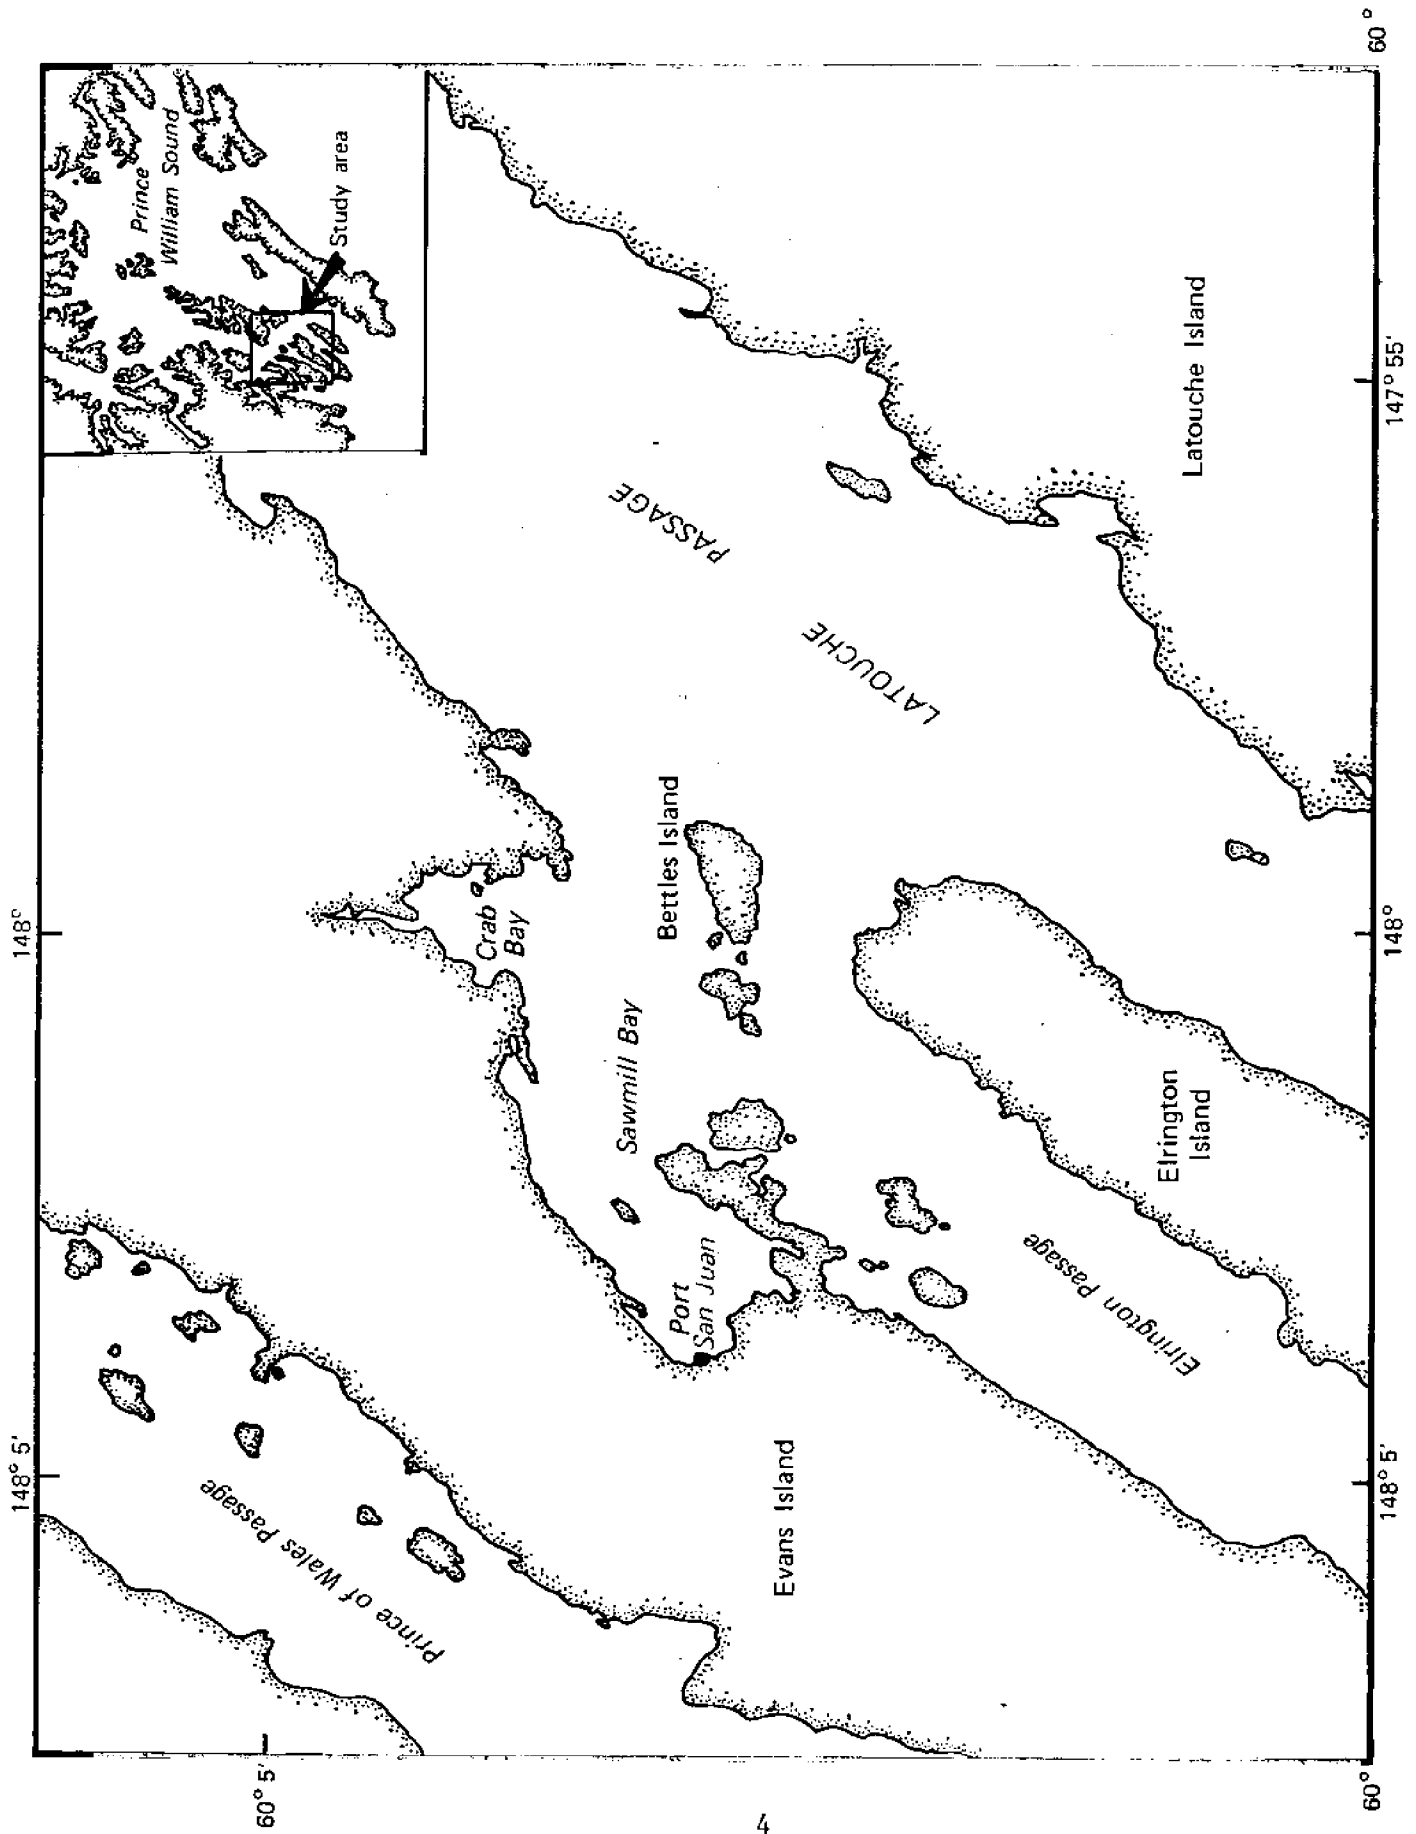 148° 5'
148°
Prince
William Sound
Study area
60° 5'
Prince of Wales Passage
Crab
Bay
Sawmill Bay
Bettles Island
PASSAGE
LATOUCHE
Port
San Juan
Evans Island
Elrington Passage
Elrington
Island
Latouche Island
60°
148° 5'
148°
147° 55'
60°
4